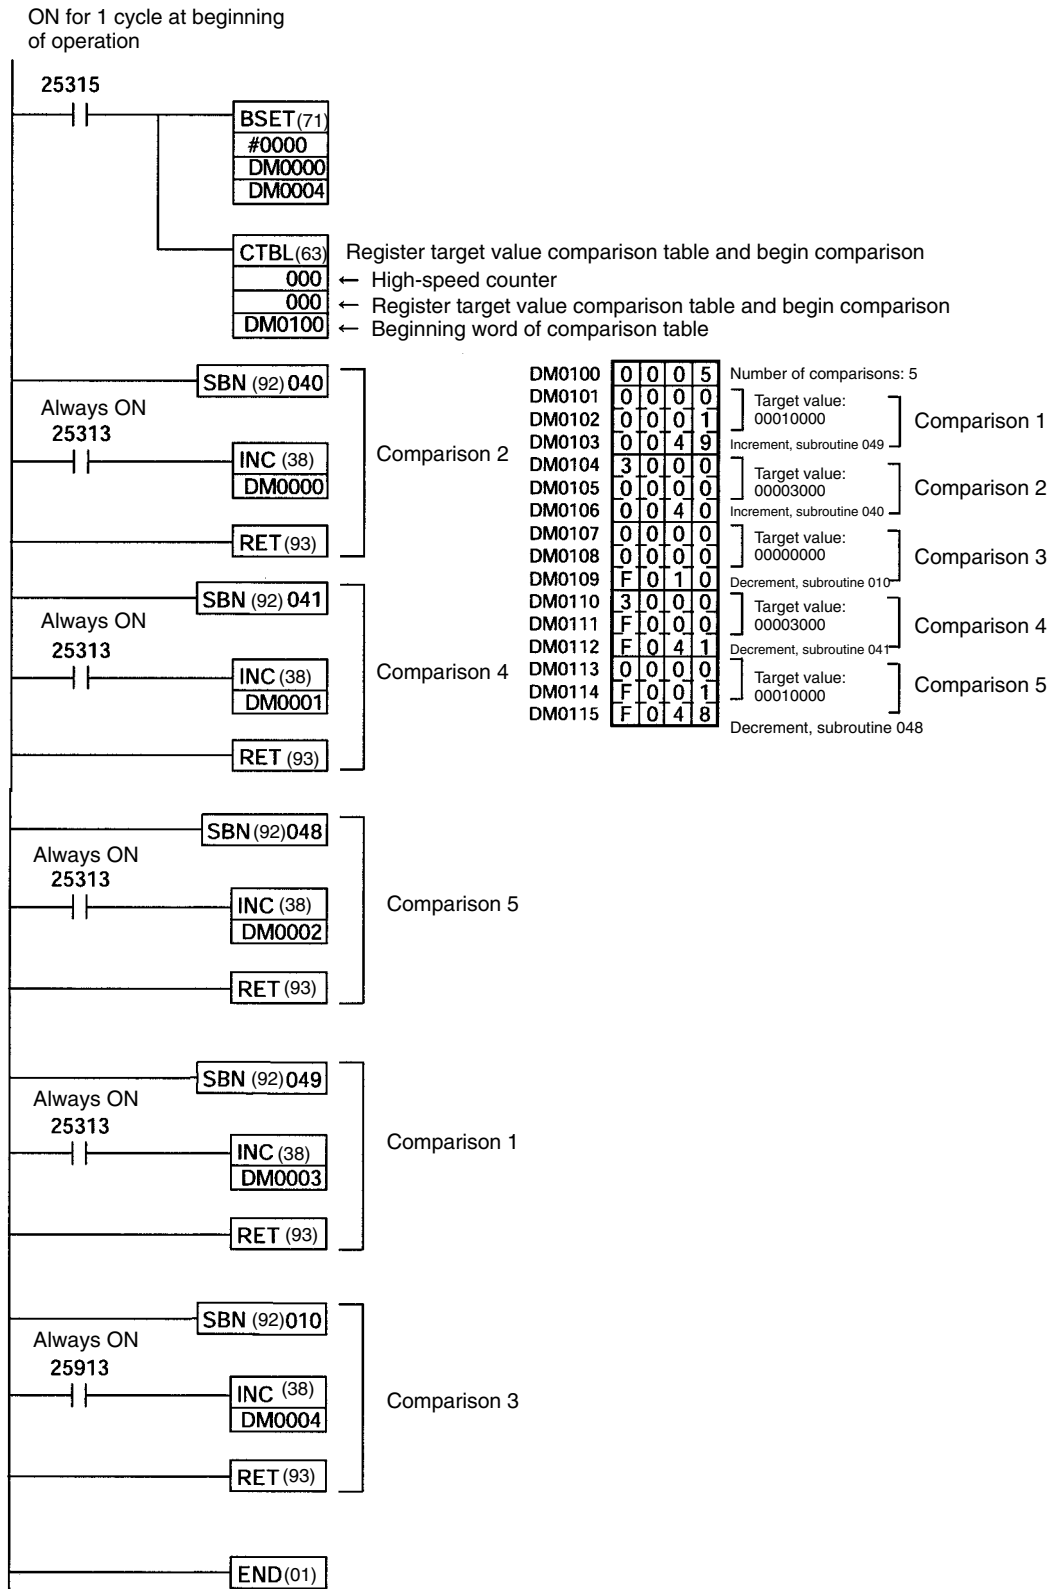 ON for 1 cycle at beginning
of operation
25315
BSET(71)
#0000
DM0000
DM0004
CTBL(63) Register target value comparison table and begin comparison
000 ← High-speed counter
000 ← Register target value comparison table and begin comparison
DM0100 ← Beginning word of comparison table
SBN (92) 040
Always ON
25313
INC (38)
DM0000
RET (93)
Comparison 2
SBN (92) 041
Always ON
25313
INC (38)
DM0001
RET (93)
Comparison 4
DM0100 0 0 0 5 Number of comparisons: 5
DM0101 0 0 0 0 Target value:
DM0102 0 0 0 1 00010000
DM0103 0 0 4 9 Increment, subroutine 049
Comparison 1
DM0104 3 0 0 0 Target value:
DM0105 0 0 0 0 00003000
DM0106 0 0 4 0 Increment, subroutine 040
Comparison 2
DM0107 0 0 0 0 Target value:
DM0108 0 0 0 0 00000000
DM0109 F 0 1 0 Decrement, subroutine 010
Comparison 3
DM0110 3 0 0 0 Target value:
DM0111 F 0 0 0 00003000
DM0112 F 0 4 1 Decrement, subroutine 041
Comparison 4
DM0113 0 0 0 0 Target value:
DM0114 F 0 0 1 00010000
DM0115 F 0 4 8 Decrement, subroutine 048
Comparison 5
SBN (92) 048
Always ON
25313
INC (38)
DM0002
RET (93)
Comparison 5
SBN (92) 049
Always ON
25313
INC (38)
DM0003
RET (93)
Comparison 1
SBN (92) 010
Always ON
25913
INC (38)
DM0004
RET (93)
Comparison 3
END (01)